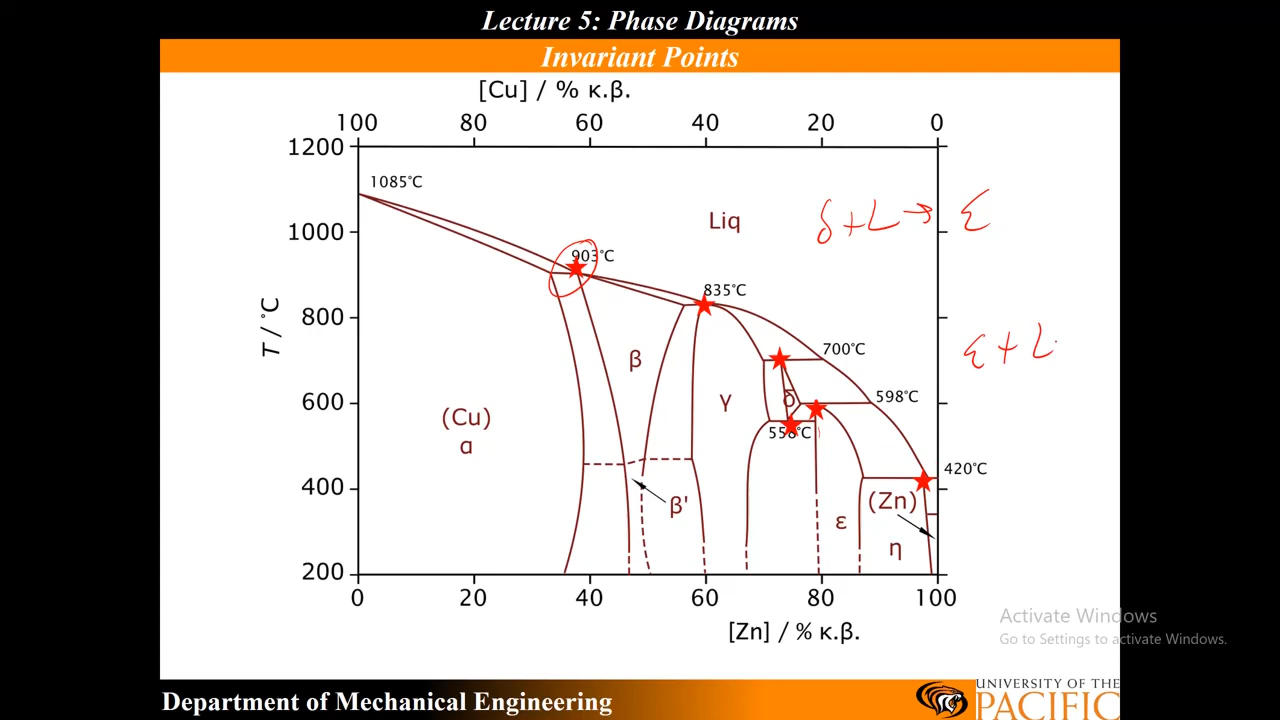 Lecture 5: Phase Diagrams
Invariant Points
[Cu] / % κ.β.
100 80 60 40 20 0
1200
1085°C
Liq
δ + L → ε
1000
903°C
835°C
800
T / °C
β
700°C
ε + L
600
γ
δ
598°C
(Cu)
α
558°C
420°C
400
β'
(Zn)
ε
η
200
0 20 40 60 80 100
[Zn] / % κ.β.
Activate Windows
Go to Settings to activate Windows.
Department of Mechanical Engineering
UNIVERSITY OF THE
PACIFIC